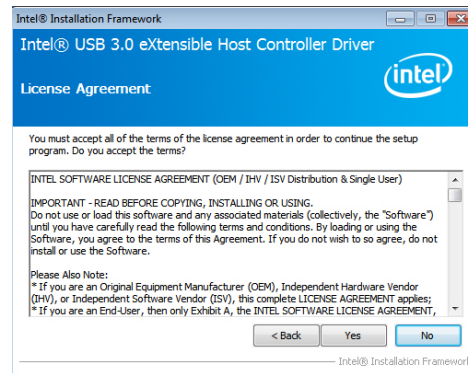 Intel® Installation Framework
Intel® USB 3.0 eXtensible Host Controller Driver
(intel)
License Agreement
You must accept all of the terms of the license agreement in order to continue the setup
program. Do you accept the terms?
INTEL SOFTWARE LICENSE AGREEMENT (OEM / IHV / ISV Distribution & Single User)
IMPORTANT - READ BEFORE COPYING, INSTALLING OR USING.
Do not use or load this software and any associated materials (collectively, the "Software")
until you have carefully read the following terms and conditions. By loading or using the
Software, you agree to the terms of this Agreement. If you do not wish to so agree, do not
install or use the Software.
Please Also Note:
* If you are an Original Equipment Manufacturer (OEM), Independent Hardware Vendor
(IHV), or Independent Software Vendor (ISV), this complete LICENSE AGREEMENT applies;
* If you are an End-User, then only Exhibit A, the INTEL SOFTWARE LICENSE AGREEMENT,
< Back Yes No
Intel® Installation Framework